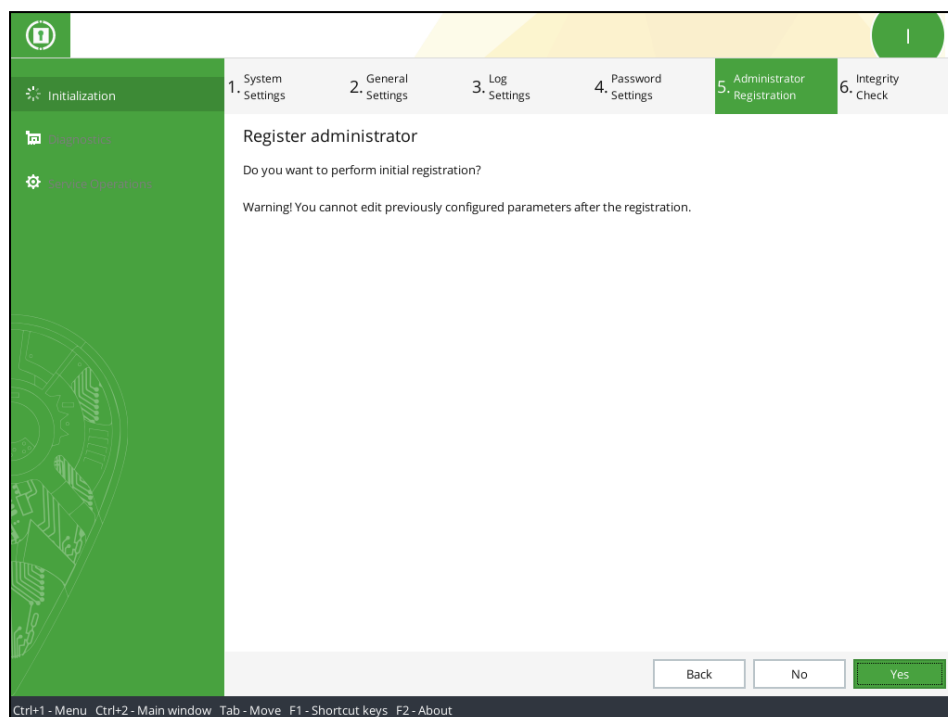 I
Initialization
1. System Settings
2. General Settings
3. Log Settings
4. Password Settings
5. Administrator Registration
6. Integrity Check
Register administrator
Do you want to perform initial registration?
Warning! You cannot edit previously configured parameters after the registration.
Back
No
Yes
Ctrl+1 - Menu Ctrl+2 - Main window Tab - Move F1 - Shortcut keys F2 - About